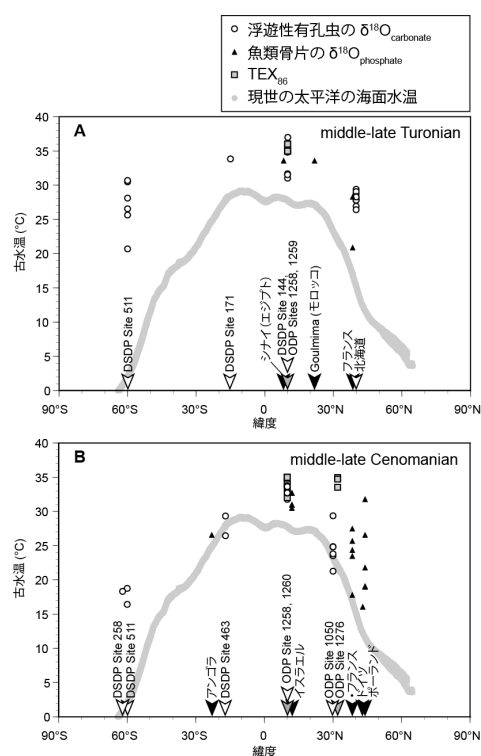 浮遊性有孔虫の δ18Ocarbonate
魚類骨片の δ18Ophosphate
TEX86
現世の太平洋の海面水温
A
middle-late Turonian
40
35
30
25
20
15
10
5
0
古水温 (°C)
DSDP Site 511
DSDP Site 171
シナイ (エジプト)
DSDP Site 144,
ODP Sites 1258, 1259
Goulmima (モロッコ)
フランス
北海道
90°S
60°S
30°S
0
30°N
60°N
90°N
緯度
B
middle-late Cenomanian
40
35
30
25
20
15
10
5
0
古水温 (°C)
DSDP Site 258
DSDP Site 511
アンゴラ
DSDP Site 463
ODP Site 1258, 1260
イスラエル
ODP Site 1050
ODP Site 1276
フランス
ドイツ
ポーランド
90°S
60°S
30°S
0
30°N
60°N
90°N
緯度